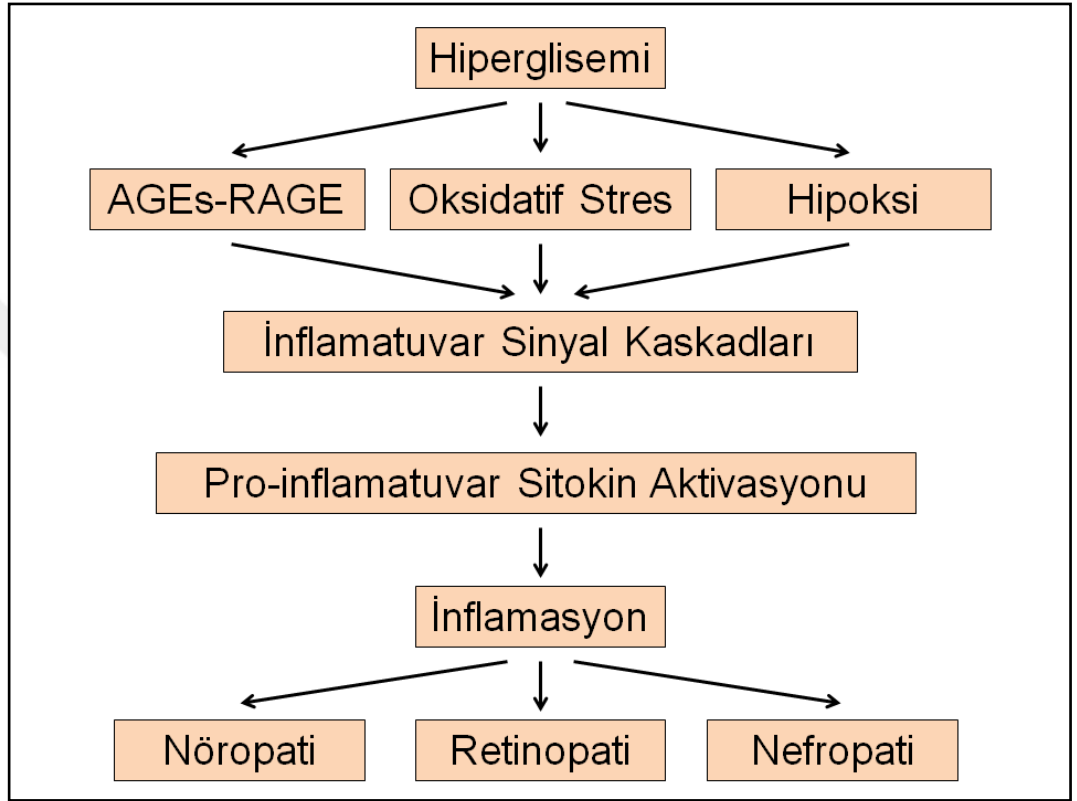 Hiperglisemi
AGEs-RAGE
Oksidatif Stres
Hipoksi
İnflamatuvar Sinyal Kaskadları
Pro-inflamatuvar Sitokin Aktivasyonu
İnflamasyon
Nöropati
Retinopati
Nefropati